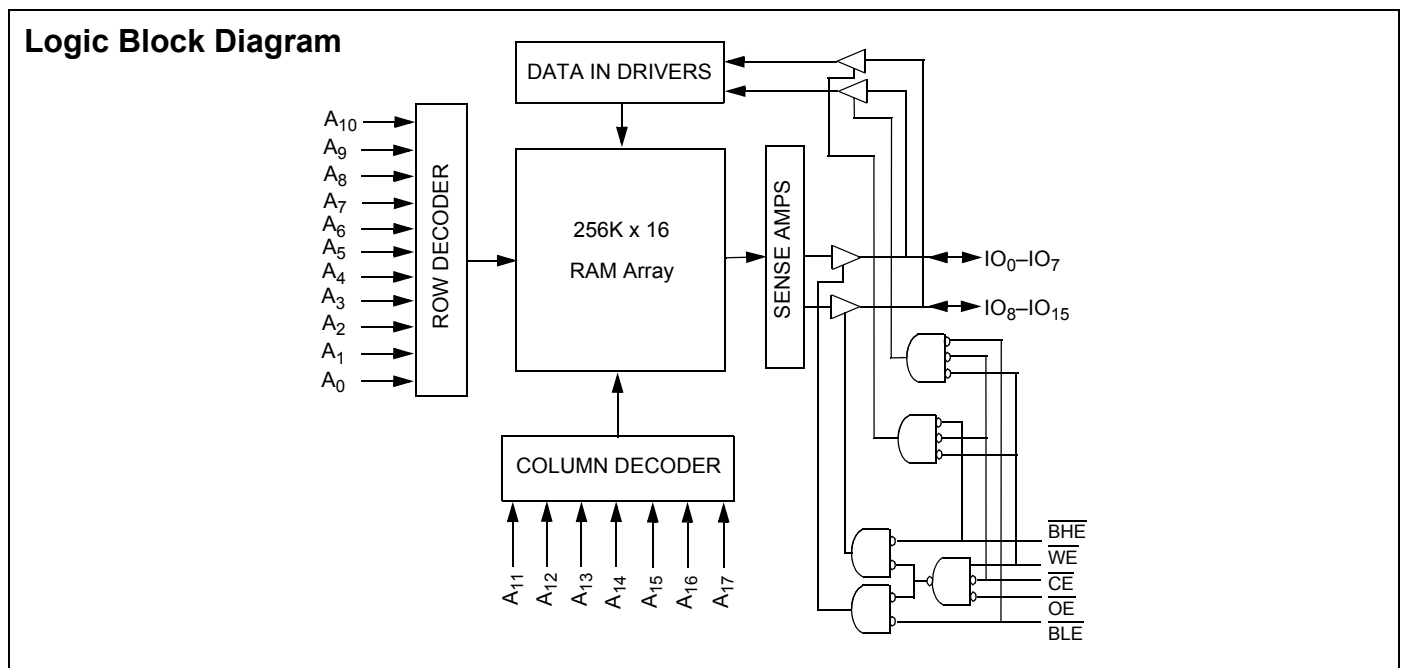 Logic Block Diagram
DATA IN DRIVERS
A10
A9
A8
A7
A6
A5
A4
A3
A2
A1
A0
ROW DECODER
256K x 16
RAM Array
SENSE AMPS
IO0–IO7
IO8–IO15
COLUMN DECODER
A11
A12
A13
A14
A15
A16
A17
BHE
WE
CE
OE
BLE